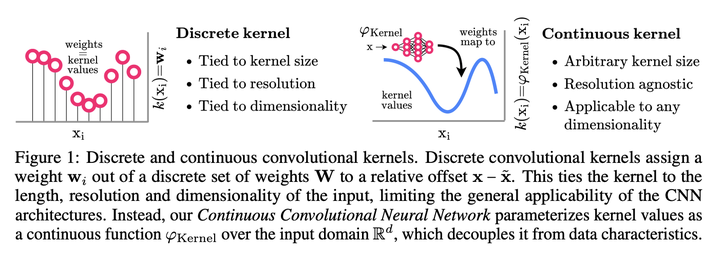 weights
=
kernel
values
k(xᵢ)=wᵢ
xᵢ
Discrete kernel
• Tied to kernel size
• Tied to resolution
• Tied to dimensionality
φKernel
x→
weights
map to
kernel
values
xᵢ
k(xᵢ)=φKernel(xᵢ)
Continuous kernel
• Arbitrary kernel size
• Resolution agnostic
• Applicable to any
dimensionality
Figure 1: Discrete and continuous convolutional kernels. Discrete convolutional kernels assign a
weight wᵢ out of a discrete set of weights W to a relative offset x − x̃. This ties the kernel to the
length, resolution and dimensionality of the input, limiting the general applicability of the CNN
architectures. Instead, our Continuous Convolutional Neural Network parameterizes kernel values as
a continuous function φKernel over the input domain ℝᵈ, which decouples it from data characteristics.